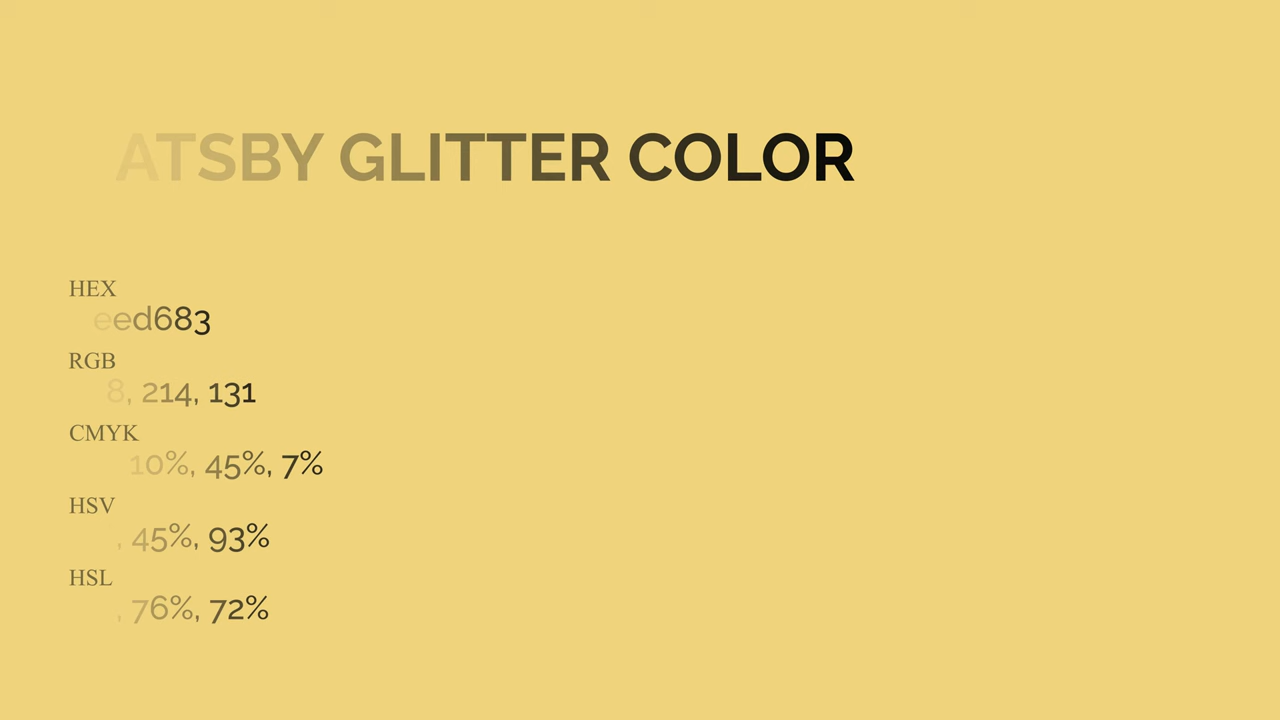 ATSBY GLITTER COLOR
HEX
eed683
RGB
8, 214, 131
CMYK
10%, 45%, 7%
HSV
, 45%, 93%
HSL
, 76%, 72%